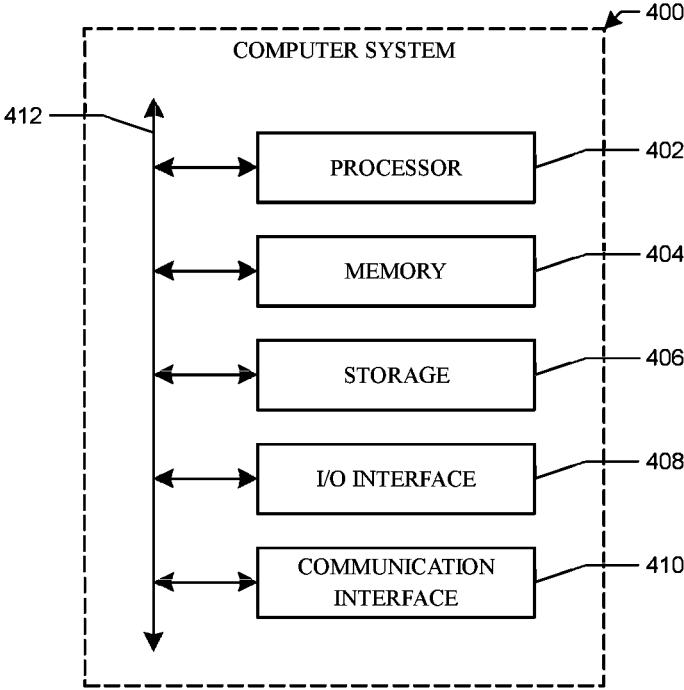 400
COMPUTER SYSTEM
412
PROCESSOR
402
MEMORY
404
STORAGE
406
I/O INTERFACE
408
COMMUNICATION
INTERFACE
410